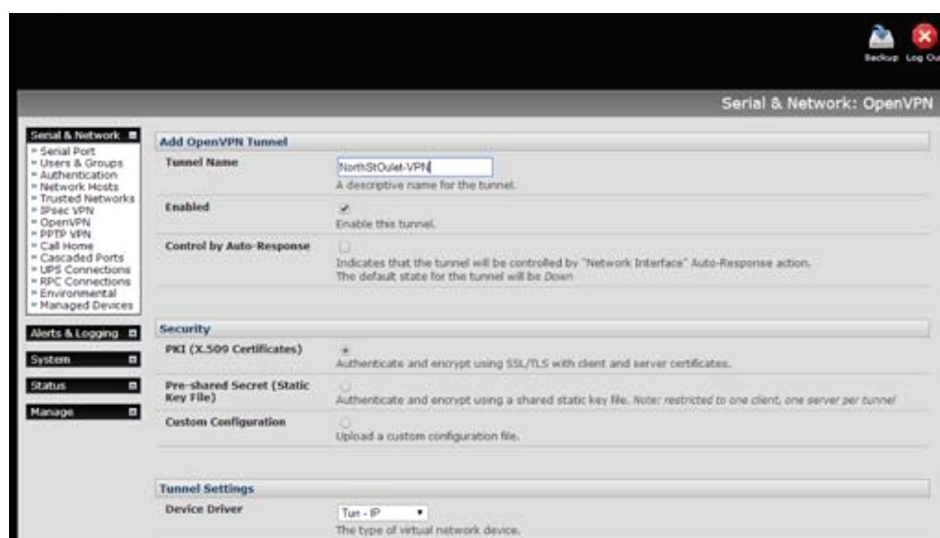 Backup Log Ou
Serial & Network: OpenVPN
Serial & Network
Serial Port
Users & Groups
Authentication
Network Hosts
Trusted Networks
IPsec VPN
OpenVPN
PPTP VPN
Call Home
Cascaded Ports
UPS Connections
RPC Connections
Environmental
Managed Devices
Alerts & Logging
System
Status
Manage
Add OpenVPN Tunnel
Tunnel Name
NorthStOulet-VPN
A descriptive name for the tunnel.
Enabled
Enable this tunnel.
Control by Auto-Response
Indicates that the tunnel will be controlled by "Network Interface" Auto-Response action.
The default state for the tunnel will be Down
Security
PKI (X.509 Certificates)
Authenticate and encrypt using SSL/TLS with client and server certificates.
Pre-shared Secret (Static
Key File)
Authenticate and encrypt using a shared static key file. Note: restricted to one client, one server per tunnel
Custom Configuration
Upload a custom configuration file.
Tunnel Settings
Device Driver
Tun - IP
The type of virtual network device.